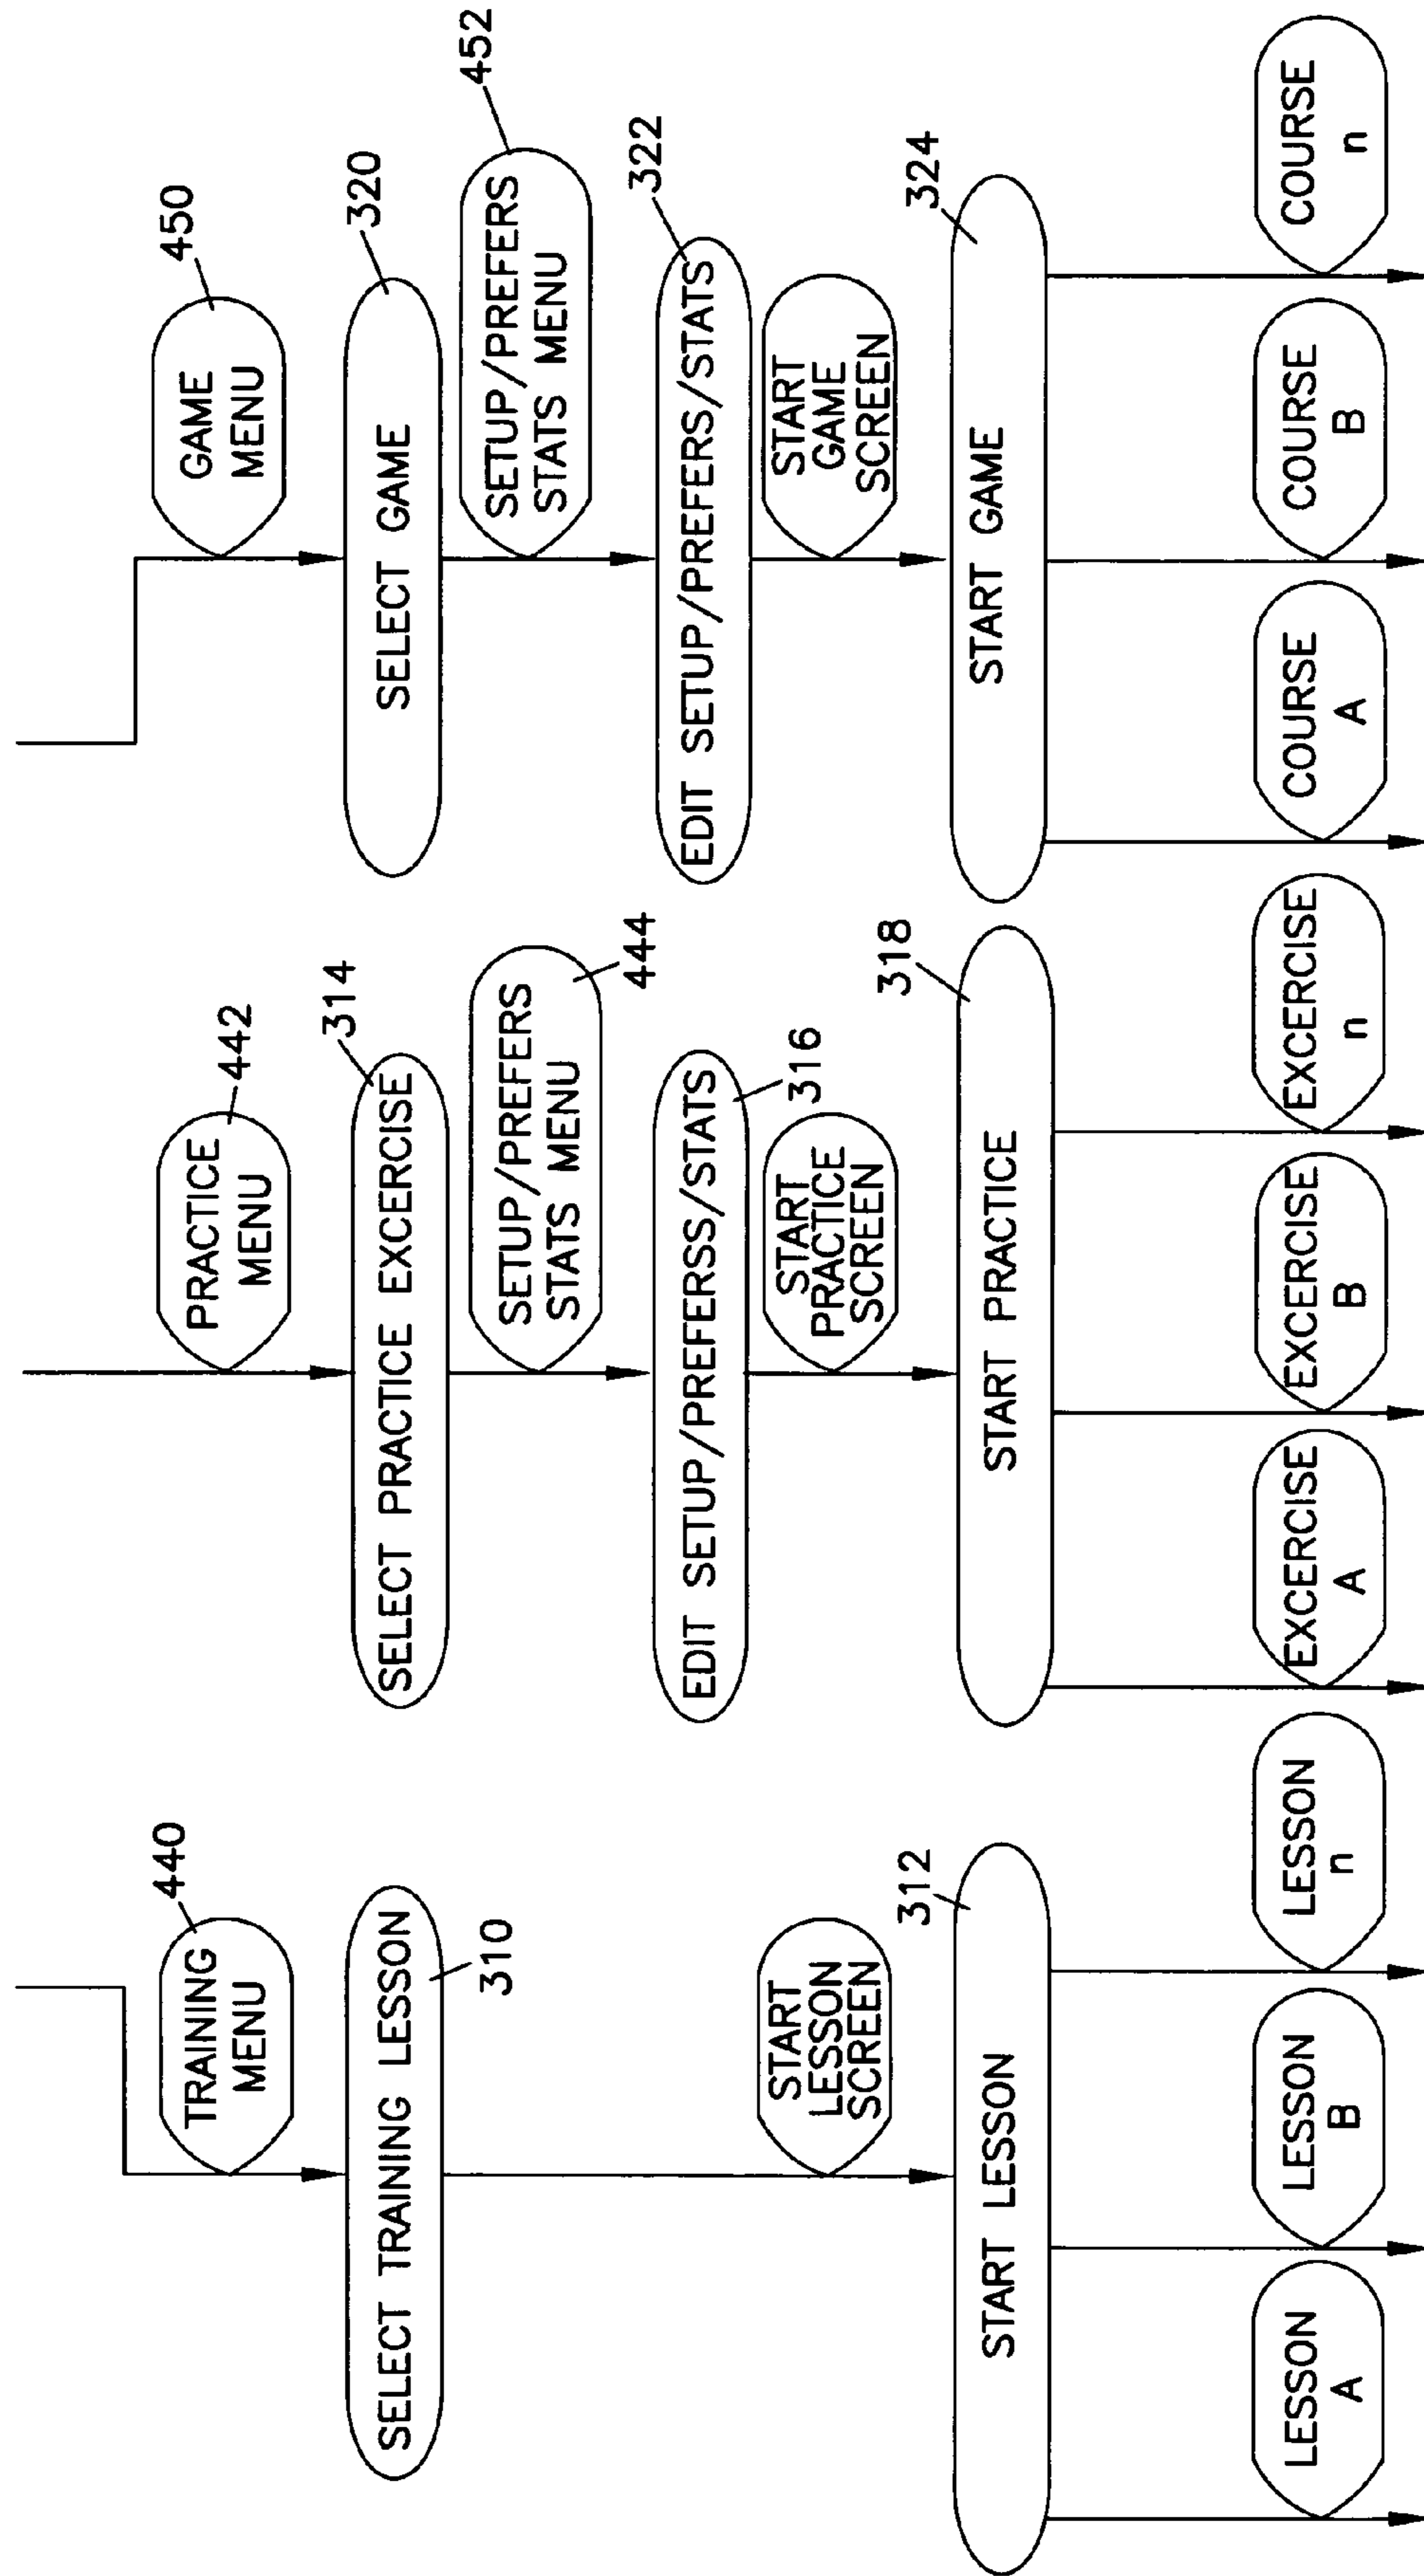 TRAINING
MENU
440
PRACTICE
MENU
442
GAME
MENU
450
SELECT TRAINING LESSON
310
SELECT PRACTICE EXCERCISE
314
SELECT GAME
320
SETUP/PREFERS
STATS MENU
444
SETUP/PREFERS
STATS MENU
452
EDIT SETUP/PREFERSS/STATS
316
EDIT SETUP/PREFERS/STATS
322
START
LESSON
SCREEN
START
PRACTICE
SCREEN
START
GAME
SCREEN
START LESSON
312
START PRACTICE
318
START GAME
324
LESSON
A
LESSON
B
LESSON
n
EXCERCISE
A
EXCERCISE
B
EXCERCISE
n
COURSE
A
COURSE
B
COURSE
n